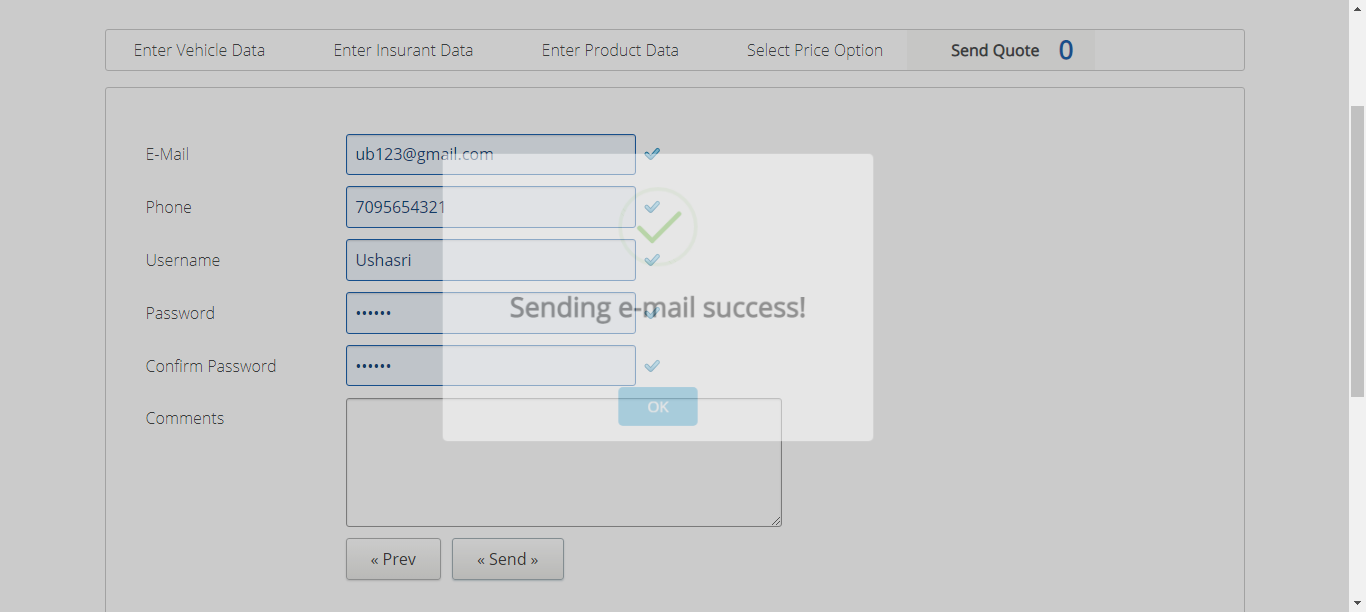 Enter Vehicle Data Enter Insurant Data Enter Product Data Select Price Option Send Quote 0
E-Mail ub123@gmail.com
Phone 7095654321
Username Ushasri
Password ••••••
Sending e-mail success!
Confirm Password ••••••
OK
Comments
« Prev « Send »